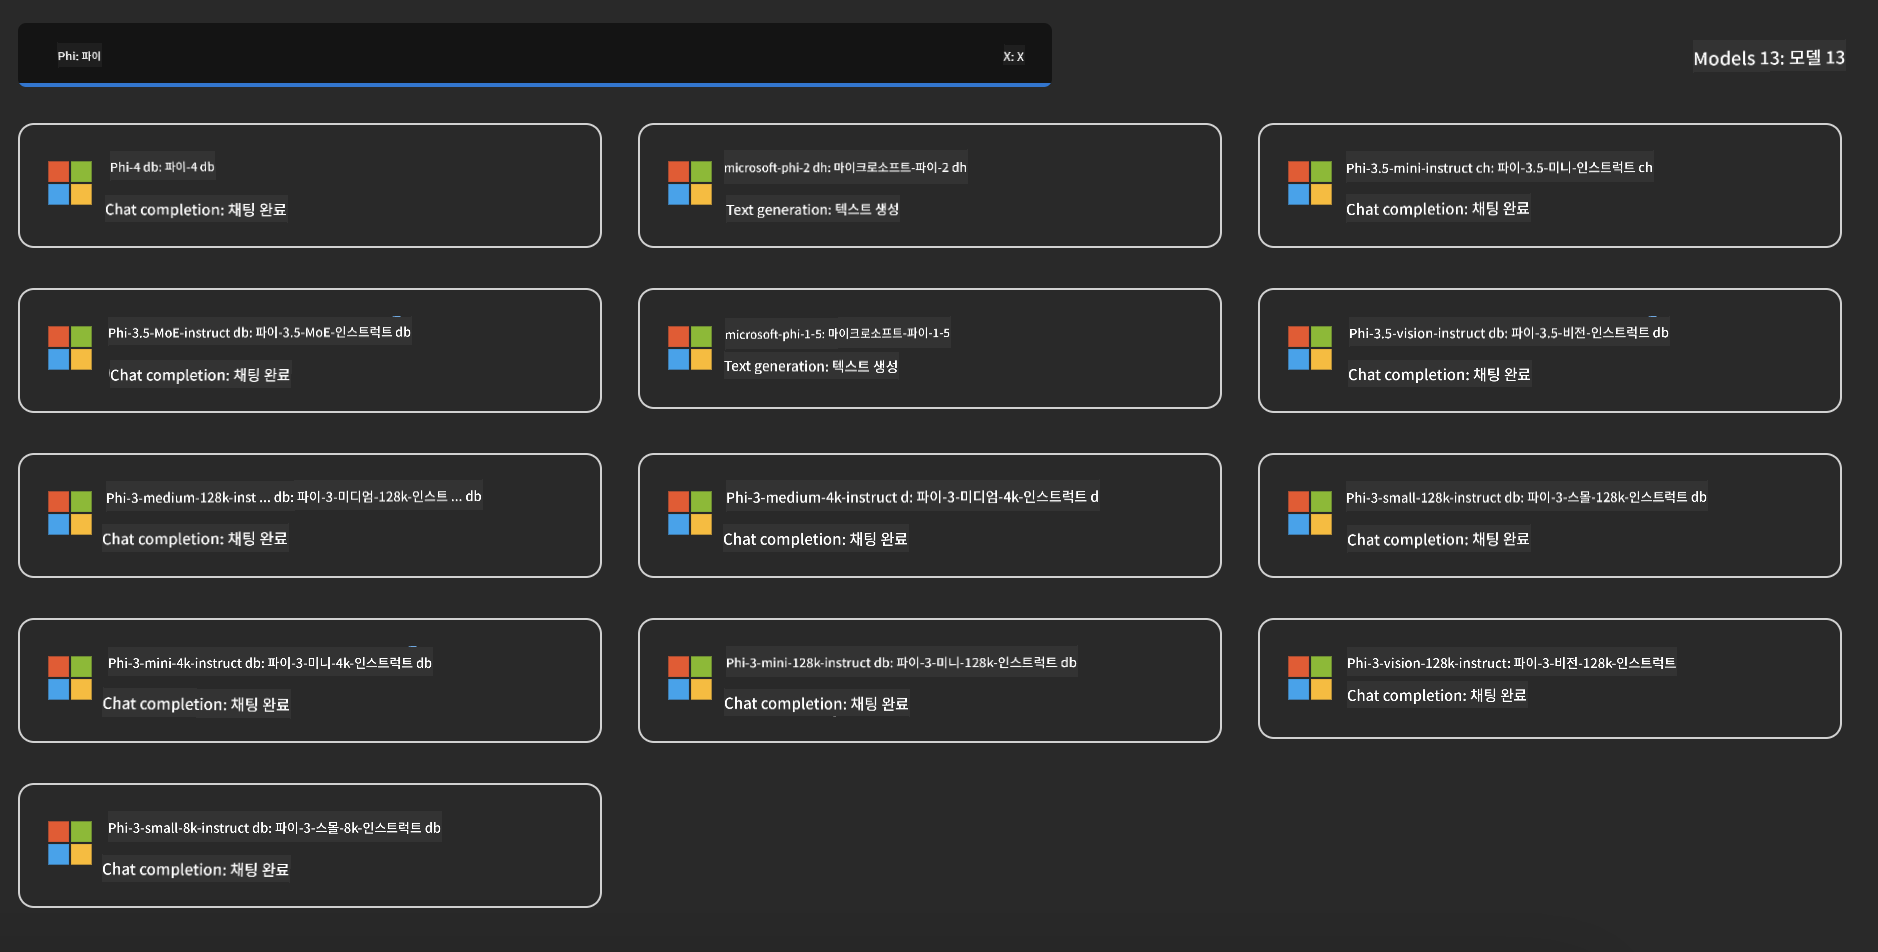 Phi: 파이
X: X
Models 13: 모델 13
Phi-4 db: 파이-4 db
Chat completion: 채팅 완료
microsoft-phi-2 dh: 마이크로소프트-파이-2 dh
Text generation: 텍스트 생성
Phi-3.5-mini-instruct ch: 파이-3.5-미니-인스트럭트 ch
Chat completion: 채팅 완료
Phi-3.5-MoE-instruct db: 파이-3.5-MoE-인스트럭트 db
Chat completion: 채팅 완료
microsoft-phi-1-5: 마이크로소프트-파이-1-5
Text generation: 텍스트 생성
Phi-3.5-vision-instruct db: 파이-3.5-비전-인스트럭트 db
Chat completion: 채팅 완료
Phi-3-medium-128k-inst ... db: 파이-3-미디엄-128k-인스트 ... db
Chat completion: 채팅 완료
Phi-3-medium-4k-instruct d: 파이-3-미디엄-4k-인스트럭트 d
Chat completion: 채팅 완료
Phi-3-small-128k-instruct db: 파이-3-스몰-128k-인스트럭트 db
Chat completion: 채팅 완료
Phi-3-mini-4k-instruct db: 파이-3-미니-4k-인스트럭트 db
Chat completion: 채팅 완료
Phi-3-mini-128k-instruct db: 파이-3-미니-128k-인스트럭트 db
Chat completion: 채팅 완료
Phi-3-vision-128k-instruct: 파이-3-비전-128k-인스트럭트
Chat completion: 채팅 완료
Phi-3-small-8k-instruct db: 파이-3-스몰-8k-인스트럭트 db
Chat completion: 채팅 완료